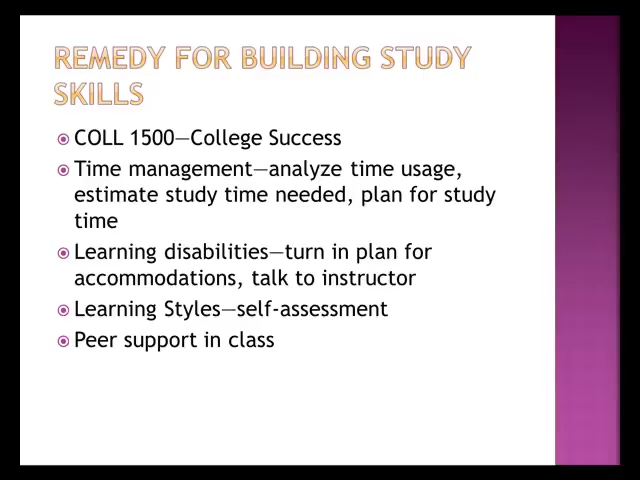 REMEDY FOR BUILDING STUDY
SKILLS
COLL 1500—College Success
Time management—analyze time usage,
estimate study time needed, plan for study
time
Learning disabilities—turn in plan for
accommodations, talk to instructor
Learning Styles—self-assessment
Peer support in class